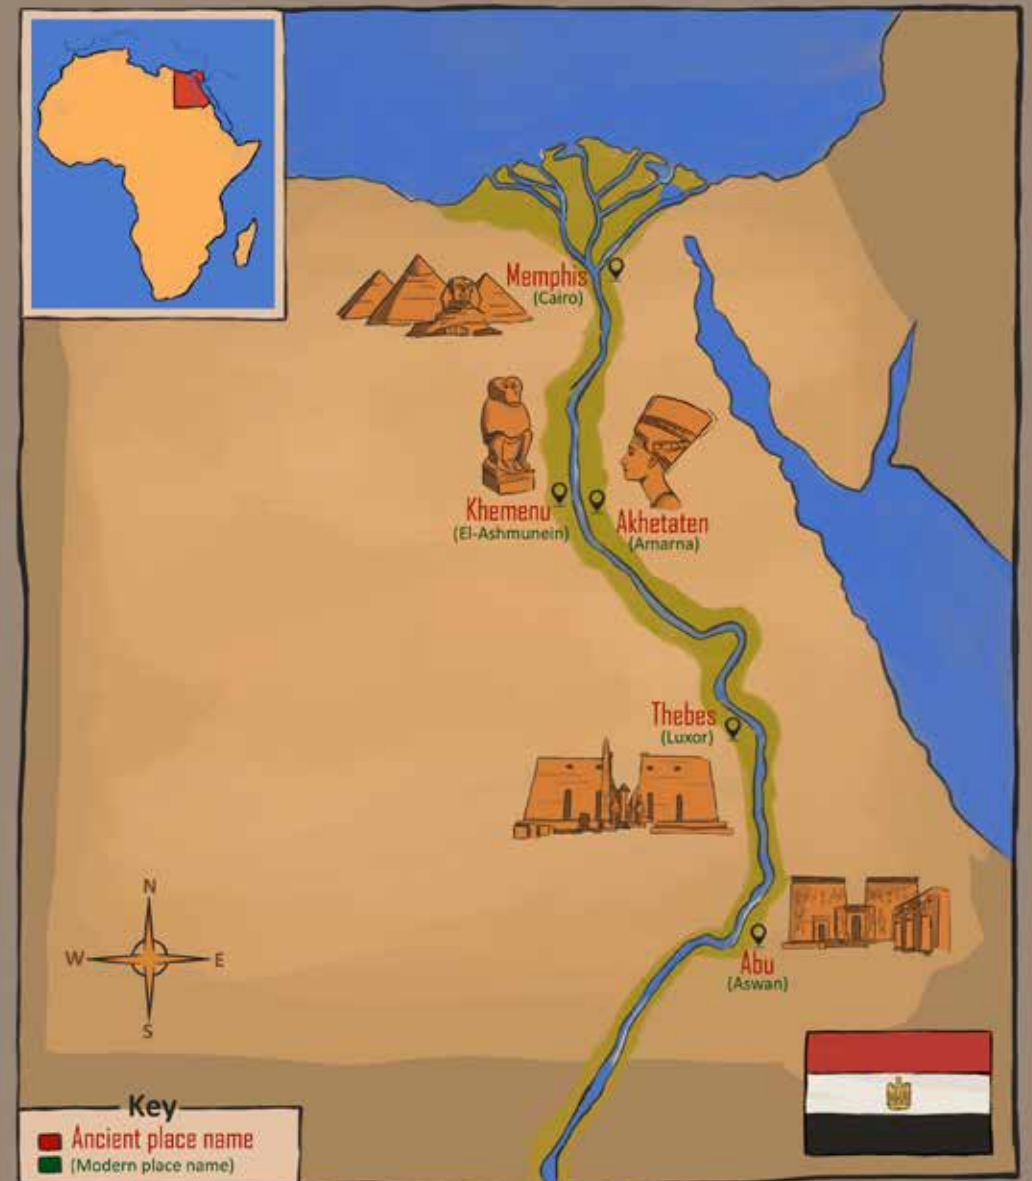 Memphis
(Cairo)
Khemenu
(El-Ashmunein)
Akhetaten
(Amarna)
Thebes
(Luxor)
Abu
(Aswan)
N
W
E
S
Key
Ancient place name
(Modern place name)